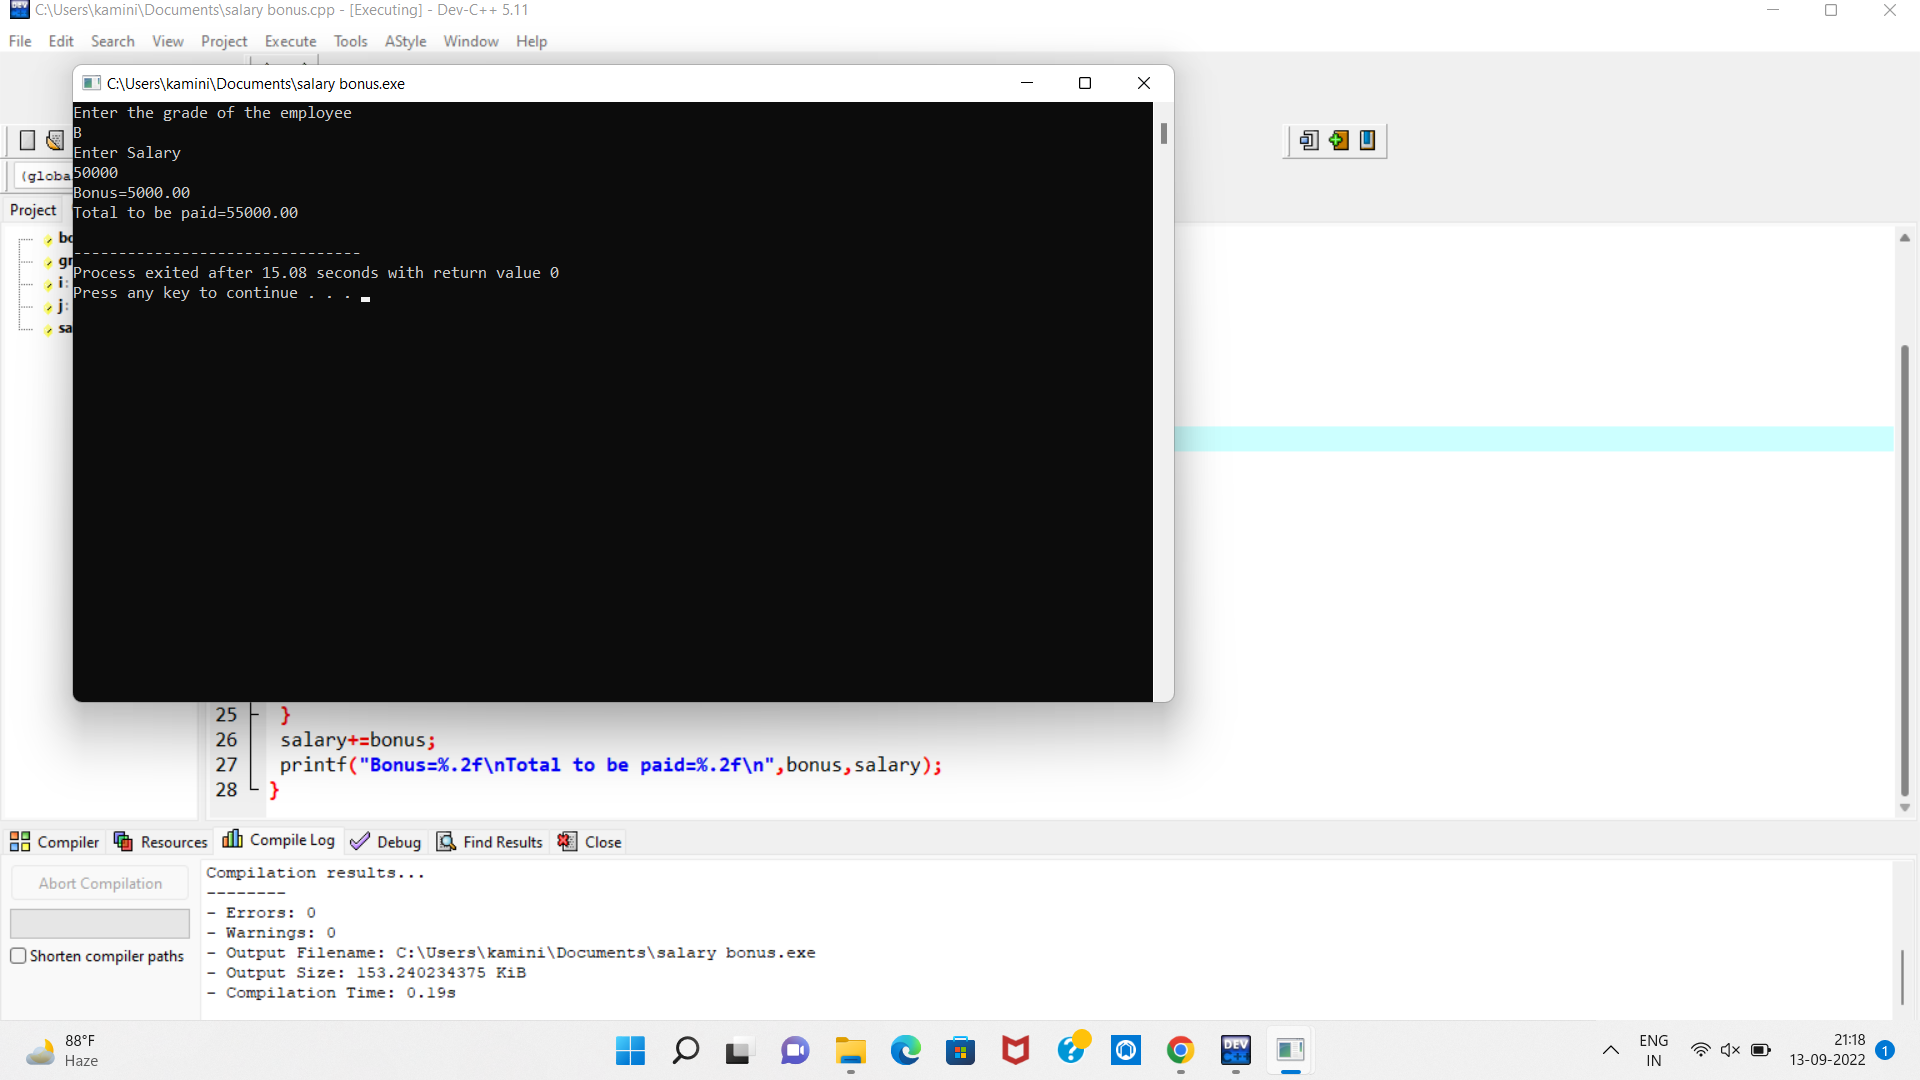 C:\Users\kamini\Documents\salary bonus.cpp - [Executing] - Dev-C++ 5.11
File Edit Search View Project Execute Tools AStyle Window Help
C:\Users\kamini\Documents\salary bonus.exe
Enter the grade of the employee
B
Enter Salary
50000
Bonus=5000.00
Total to be paid=55000.00
--------------------------------
Process exited after 15.08 seconds with return value 0
Press any key to continue . . .
(globa
Project
bo
gr
i:
j:
sa
25 }
26 salary+=bonus;
27 printf("Bonus=%.2f\nTotal to be paid=%.2f\n",bonus,salary);
28 }
Compiler Resources Compile Log Debug Find Results Close
Abort Compilation
Shorten compiler paths
Compilation results...
--------
- Errors: 0
- Warnings: 0
- Output Filename: C:\Users\kamini\Documents\salary bonus.exe
- Output Size: 153.240234375 KiB
- Compilation Time: 0.19s
88°F
Haze
DEV
C++
ENG
IN
21:18
13-09-2022
1